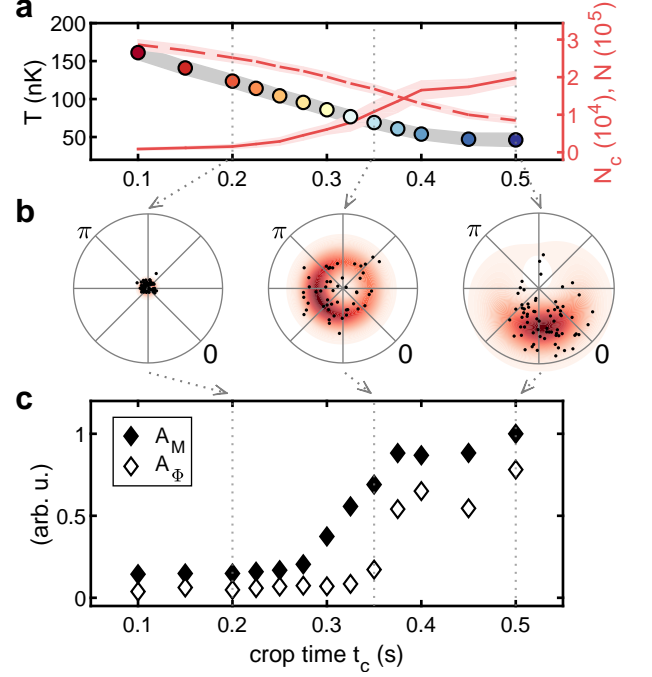 a
200
150
100
50
T (nK)
3
2
1
0
N_c (10^4), N (10^5)
0.1 0.2 0.3 0.4 0.5
b
π π π
0 0 0
c
A_M
A_Φ
1
0.5
0
(arb. u.)
0.1 0.2 0.3 0.4 0.5
crop time t_c (s)